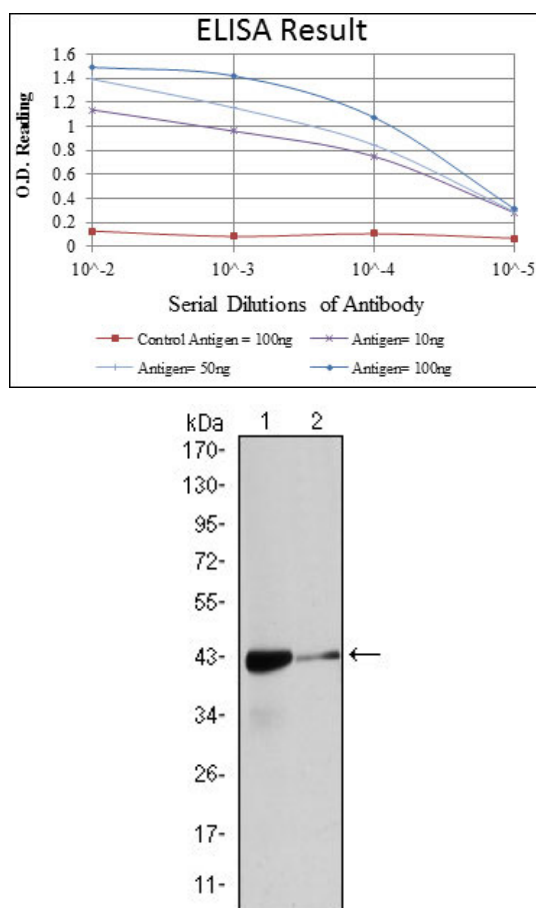 ELISA Result
1.6
1.4
1.2
1
0.8
0.6
0.4
0.2
0
O.D. Reading
10^-2 10^-3 10^-4 10^-5
Serial Dilutions of Antibody
Control Antigen = 100ng Antigen= 10ng
Antigen= 50ng Antigen= 100ng
kDa 1 2
170-
130-
95-
72-
55-
43- ←
34-
26-
17-
11-